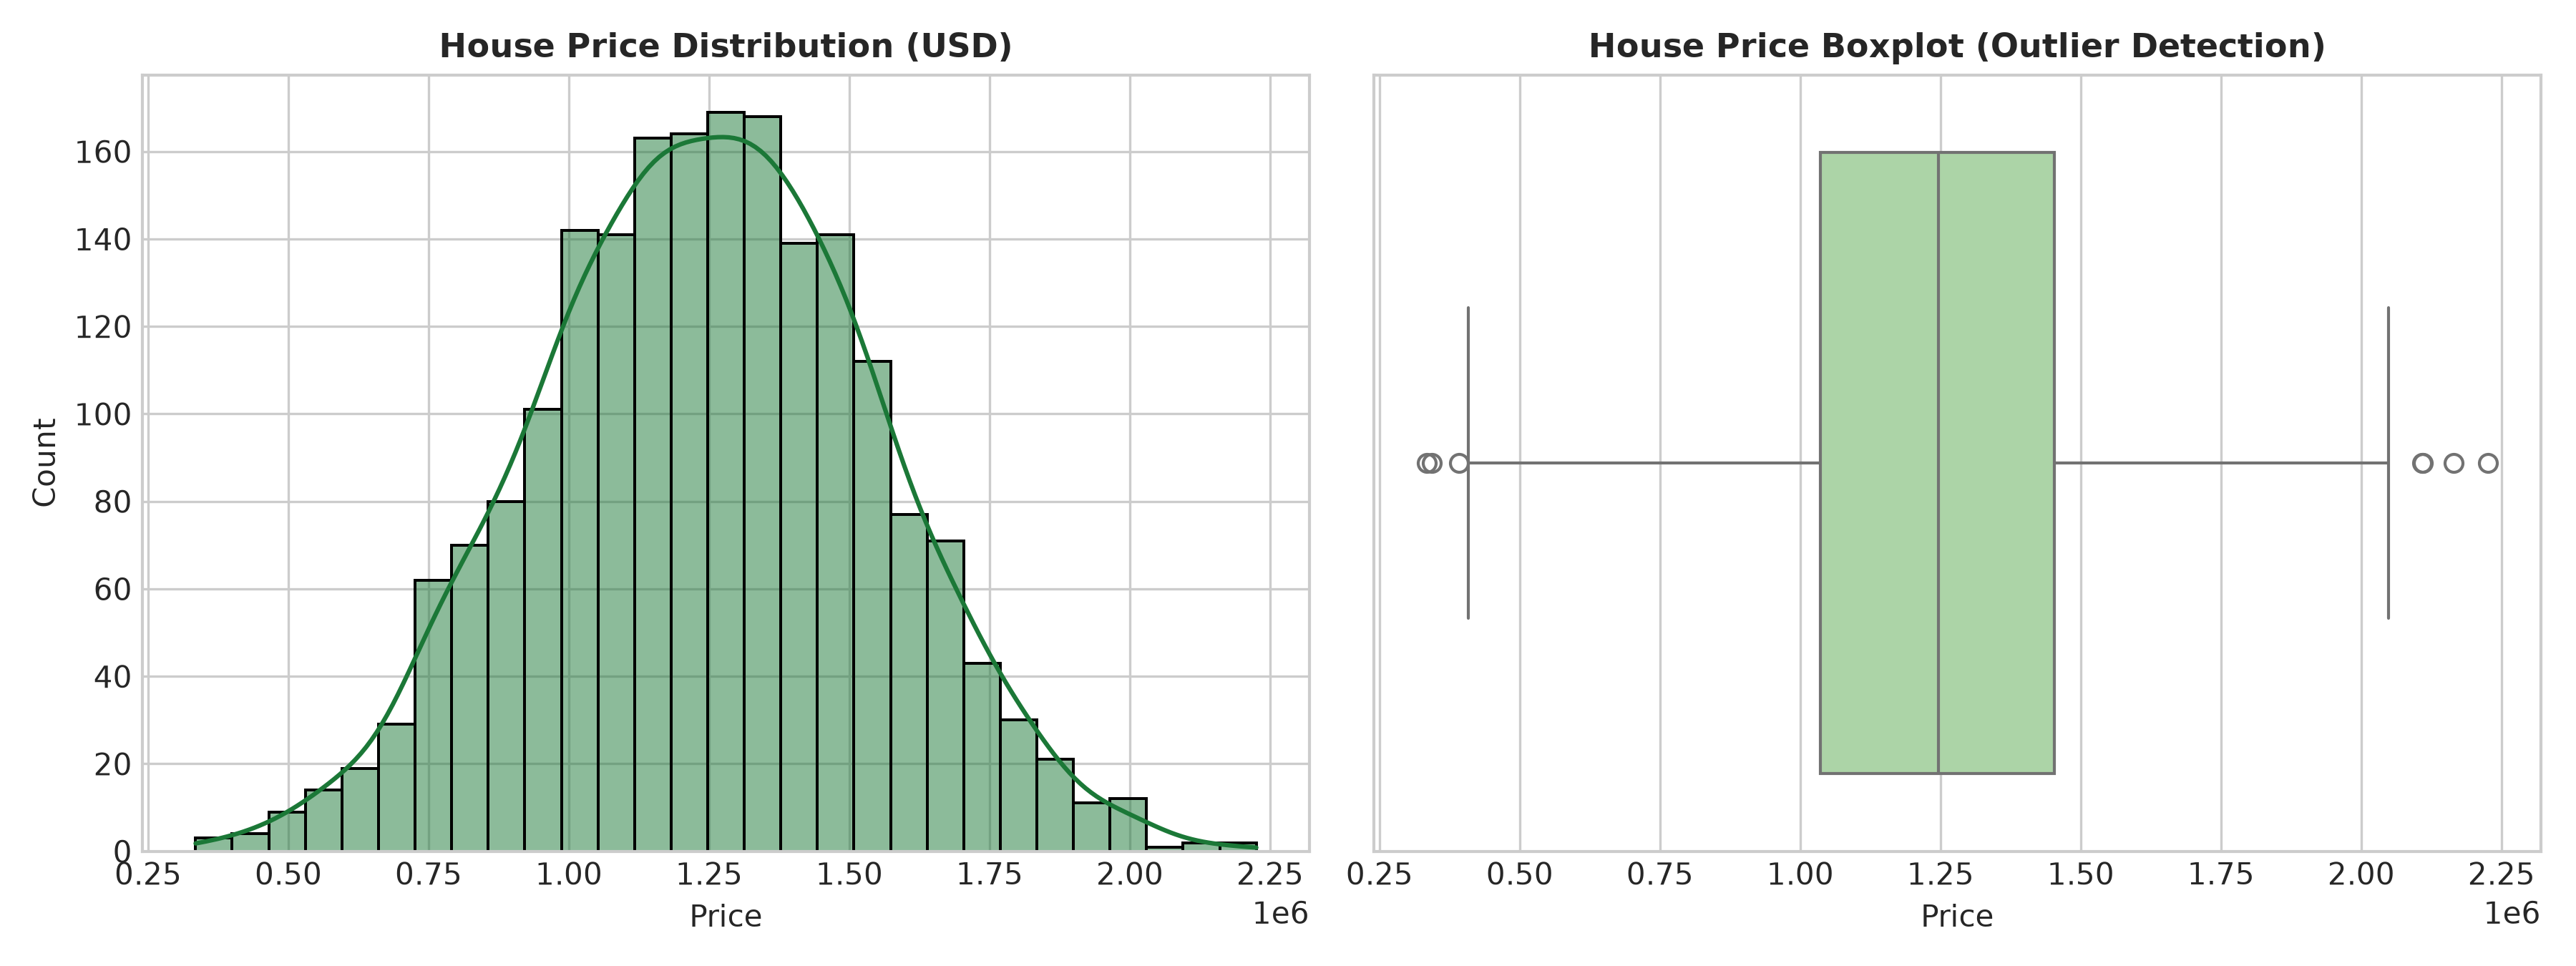 House Price Distribution (USD)
160
140
120
100
80
60
40
20
0
Count
0.25 0.50 0.75 1.00 1.25 1.50 1.75 2.00 2.25
1e6
Price
House Price Boxplot (Outlier Detection)
0.25 0.50 0.75 1.00 1.25 1.50 1.75 2.00 2.25
1e6
Price